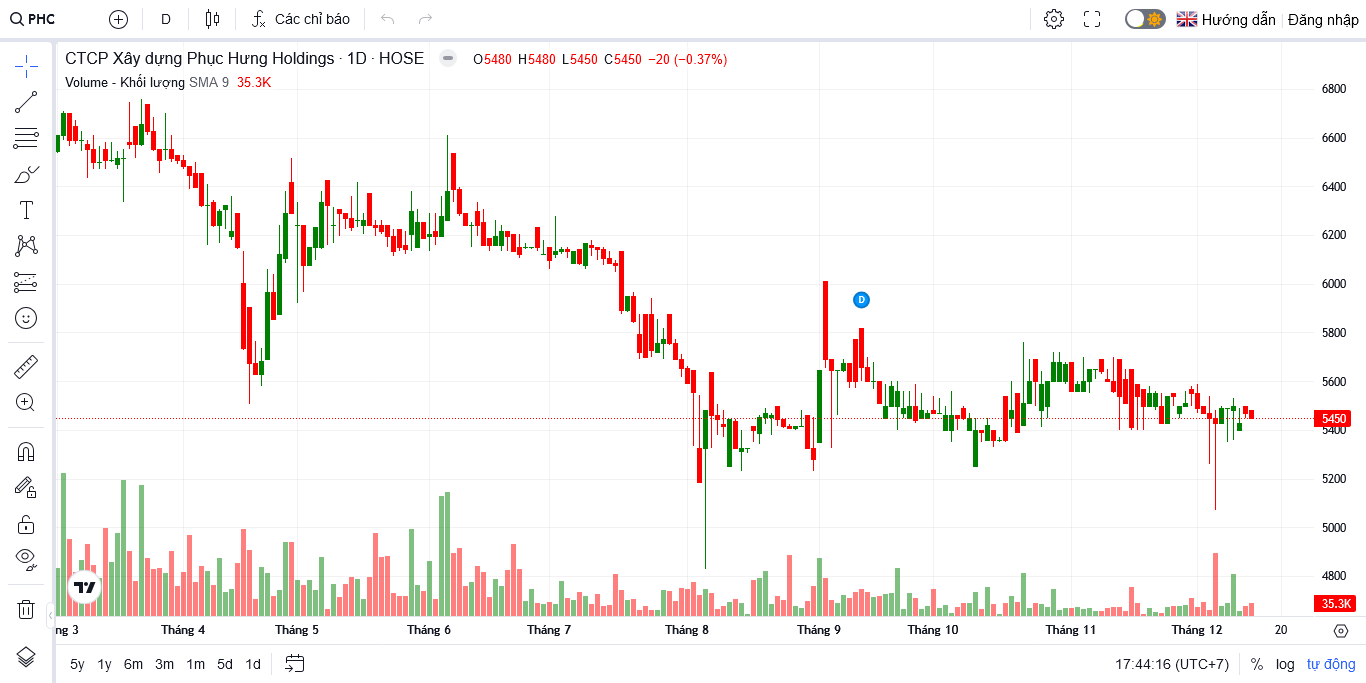 PHC D Các chỉ báo Hướng dẫn Đăng nhập
CTCP Xây dựng Phục Hưng Holdings · 1D · HOSE O5480 H5480 L5450 C5450 −20 (−0.37%)
Volume - Khối lượng SMA 9 35.3K
6800
6600
6400
6200
6000
D
5800
5600
5450
5400
5200
5000
4800
35.3K
ng 3 Tháng 4 Tháng 5 Tháng 6 Tháng 7 Tháng 8 Tháng 9 Tháng 10 Tháng 11 Tháng 12 20
5y 1y 6m 3m 1m 5d 1d 17:44:16 (UTC+7) % log tự động